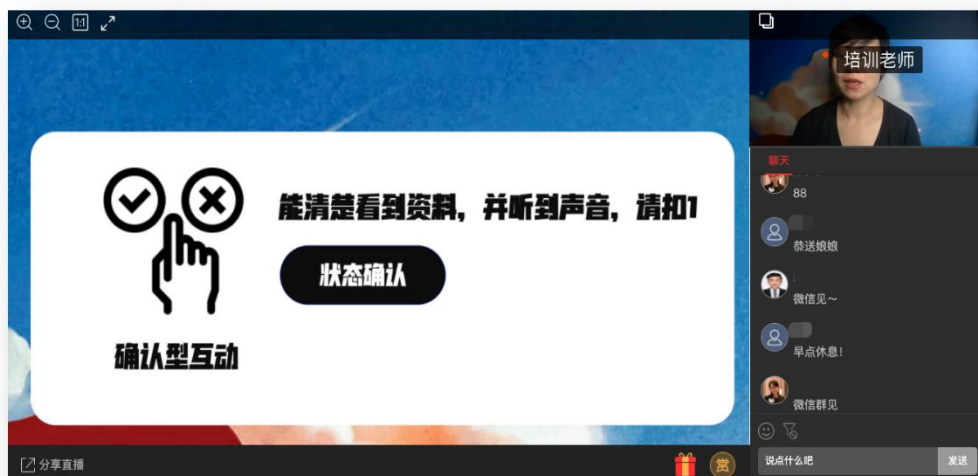 1:1
培训老师
能清楚看到资料，并听到声音，请扣1
状态确认
确认型互动
聊天
88
恭送娘娘
微信见～
早点休息！
微信群见
分享直播
赏
说点什么吧
发送